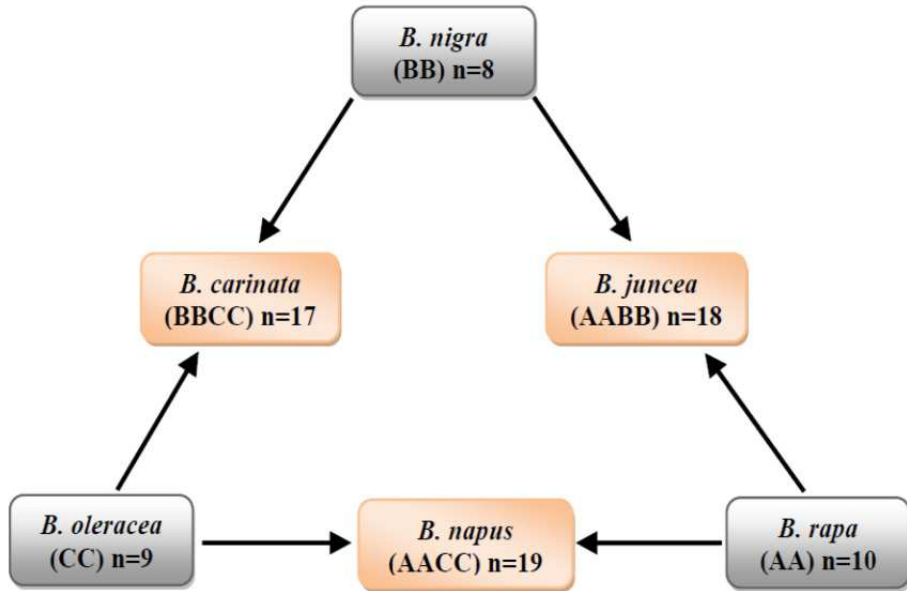 B. nigra
(BB) n=8
B. carinata
(BBCC) n=17
B. juncea
(AABB) n=18
B. oleracea
(CC) n=9
B. napus
(AACC) n=19
B. rapa
(AA) n=10